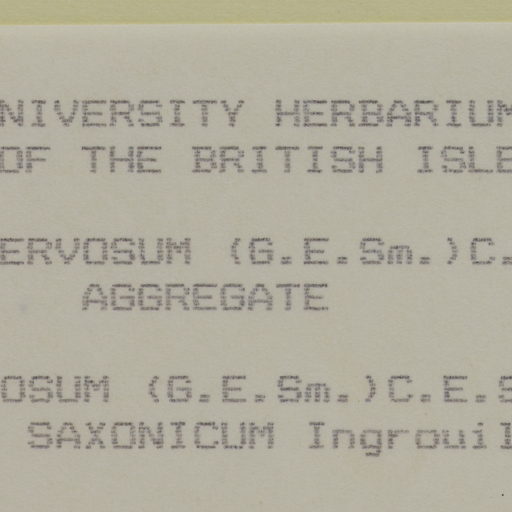 NIVERSITY HERBARIUM
OF THE BRITISH ISLE
ERVOSUM (G.E.Sm.)C.
AGGREGATE
OSUM (G.E.Sm.)C.E.S
SAXONICUM Ingrouil